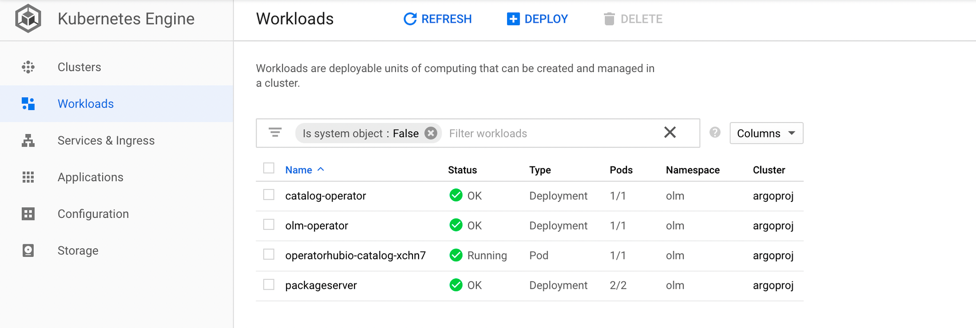 Kubernetes Engine
Workloads
REFRESH
DEPLOY
DELETE
Clusters
Workloads
Services & Ingress
Applications
Configuration
Storage
Workloads are deployable units of computing that can be created and managed in
a cluster.
Is system object : False Filter workloads
Columns
Name Status Type Pods Namespace Cluster
catalog-operator OK Deployment 1/1 olm argoproj
olm-operator OK Deployment 1/1 olm argoproj
operatorhubio-catalog-xchn7 Running Pod 1/1 olm argoproj
packageserver OK Deployment 2/2 olm argoproj